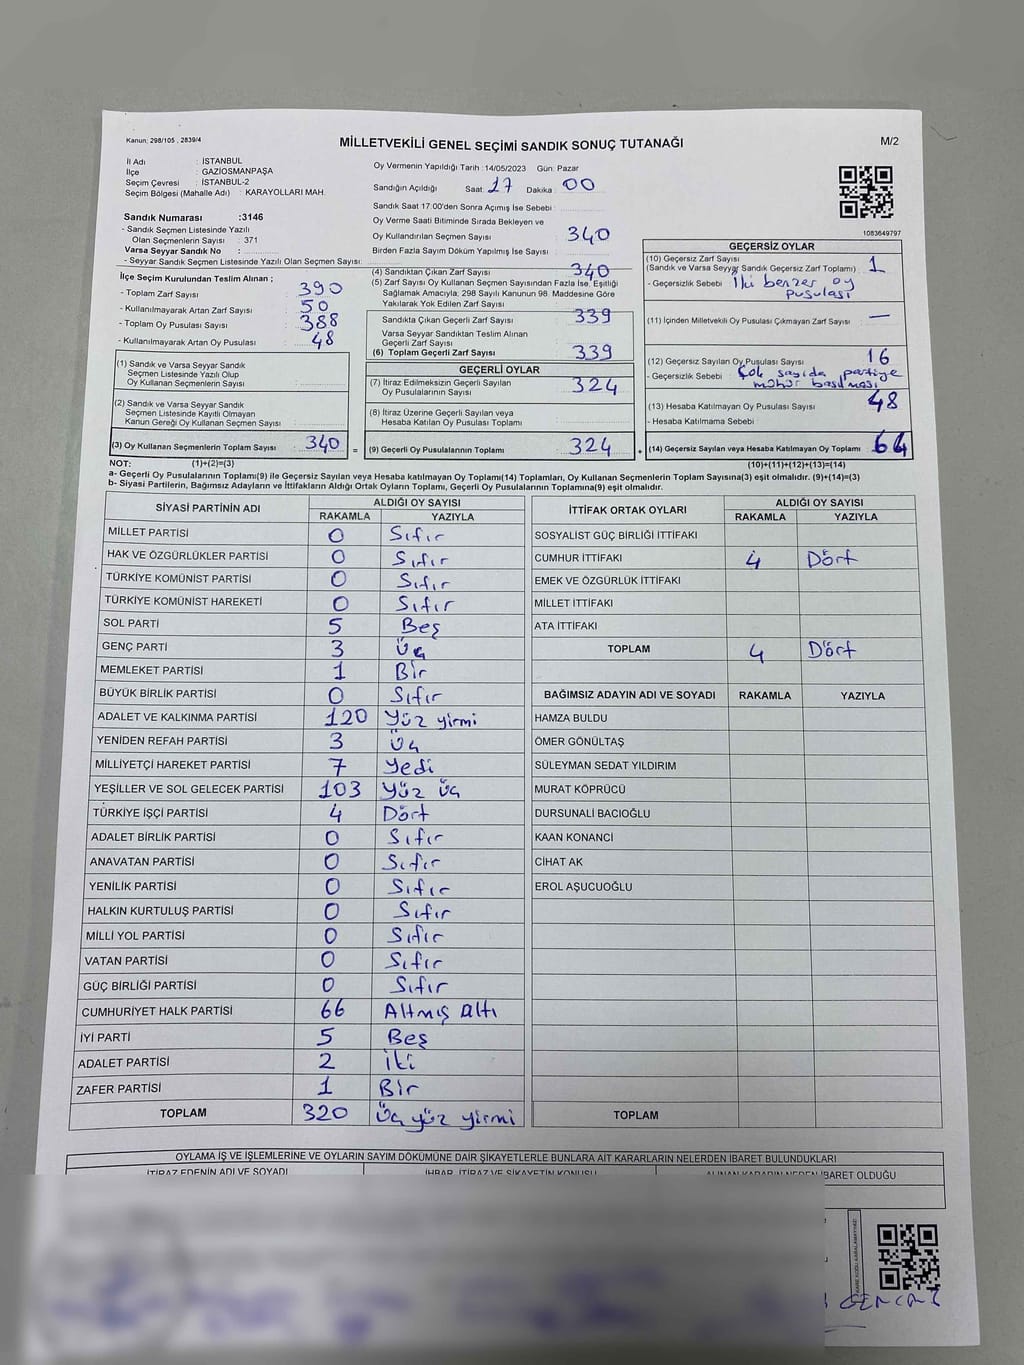 Kanun: 298/105 , 2839/4
MİLLETVEKİLİ GENEL SEÇİMİ SANDIK SONUÇ TUTANAĞI
M/2
İl Adı : İSTANBUL
İlçe : GAZİOSMANPAŞA
Seçim Çevresi : İSTANBUL-2
Seçim Bölgesi (Mahalle Adı) : KARAYOLLARI MAH.
Sandık Numarası :3146
- Sandık Seçmen Listesinde Yazılı
Olan Seçmenlerin Sayısı : 371
Varsa Seyyar Sandık No :
- Seyyar Sandık Seçmen Listesinde Yazılı Olan Seçmen Sayısı:
Oy Vermenin Yapıldığı Tarih :14/05/2023 Gün: Pazar
Sandığın Açıldığı Saat: 17 Dakika : 00
Sandık Saat 17:00'den Sonra Açımış İse Sebebi :
Oy Verme Saati Bitiminde Sırada Bekleyen ve
Oy Kullandırılan Seçmen Sayısı 340
Birden Fazla Sayım Döküm Yapılmış İse Sayısı :
1083649797
İlçe Seçim Kurulundan Teslim Alınan ;
- Toplam Zarf Sayısı : 390
- Kullanılmayarak Artan Zarf Sayısı : 50
- Toplam Oy Pusulası Sayısı : 388
- Kullanılmayarak Artan Oy Pusulası : 48
(1) Sandık ve Varsa Seyyar Sandık
Seçmen Listesinde Yazılı Olup
Oy Kullanan Seçmenlerin Sayısı :
(2) Sandık ve Varsa Seyyar Sandık
Seçmen Listesinde Kayıtlı Olmayan
Kanun Gereği Oy Kullanan Seçmen Sayısı :
(3) Oy Kullanan Seçmenlerin Toplam Sayısı : 340
(4) Sandıktan Çıkan Zarf Sayısı : 340
(5) Zarf Sayısı Oy Kullanan Seçmen Sayısından Fazla İse, Eşitliği
Sağlamak Amacıyla; 298 Sayılı Kanunun 98. Maddesine Göre
Yakılarak Yok Edilen Zarf Sayısı :
Sandıkta Çıkan Geçerli Zarf Sayısı : 339
Varsa Seyyar Sandıktan Teslim Alınan
Geçerli Zarf Sayısı :
(6) Toplam Geçerli Zarf Sayısı : 339
GEÇERLİ OYLAR
(7) İtiraz Edilmeksizin Geçerli Sayılan
Oy Pusulalarının Sayısı : 324
(8) İtiraz Üzerine Geçerli Sayılan veya
Hesaba Katılan Oy Pusulası Toplamı :
= (9) Geçerli Oy Pusulalarının Toplamı : 324
GEÇERSİZ OYLAR
(10) Geçersiz Zarf Sayısı
(Sandık ve Varsa Seyyar Sandık Geçersiz Zarf Toplamı) : 1
- Geçersizlik Sebebi : İki benzer oy
pusulası
(11) İçinden Milletvekili Oy Pusulası Çıkmayan Zarf Sayısı : —
(12) Geçersiz Sayılan Oy Pusulası Sayısı : 16
- Geçersizlik Sebebi : Çok sayıda partiye
mühür basılması
(13) Hesaba Katılmayan Oy Pusulası Sayısı : 48
- Hesaba Katılmama Sebebi :
(14) Geçersiz Sayılan veya Hesaba Katılmayan Oy Toplamı : 64
NOT: (1)+(2)=(3)
(10)+(11)+(12)+(13)=(14)
a- Geçerli Oy Pusulalarının Toplamı(9) ile Geçersiz Sayılan veya Hesaba katılmayan Oy Toplamı(14) Toplamları, Oy Kullanan Seçmenlerin Toplam Sayısına(3) eşit olmalıdır. (9)+(14)=(3)
b- Siyasi Partilerin, Bağımsız Adayların ve İttifakların Aldığı Oy Sayısı Toplamı, Geçerli Oy Pusulalarının Toplamına(9) eşit olmalıdır.
SİYASİ PARTİNİN ADI ALDIĞI OY SAYISI
RAKAMLA YAZIYLA
MİLLET PARTİSİ 0 Sıfır
HAK VE ÖZGÜRLÜKLER PARTİSİ 0 Sıfır
TÜRKİYE KOMÜNİST PARTİSİ 0 Sıfır
TÜRKİYE KOMÜNİST HAREKETİ 0 Sıfır
SOL PARTİ 5 Beş
GENÇ PARTİ 3 Üç
MEMLEKET PARTİSİ 1 Bir
BÜYÜK BİRLİK PARTİSİ 0 Sıfır
ADALET VE KALKINMA PARTİSİ 120 Yüz yirmi
YENİDEN REFAH PARTİSİ 3 Üç
MİLLİYETÇİ HAREKET PARTİSİ 7 Yedi
YEŞİLLER VE SOL GELECEK PARTİSİ 103 Yüz üç
TÜRKİYE İŞÇİ PARTİSİ 4 Dört
ADALET BİRLİK PARTİSİ 0 Sıfır
ANAVATAN PARTİSİ 0 Sıfır
YENİLİK PARTİSİ 0 Sıfır
HALKIN KURTULUŞ PARTİSİ 0 Sıfır
MİLLİ YOL PARTİSİ 0 Sıfır
VATAN PARTİSİ 0 Sıfır
GÜÇ BİRLİĞİ PARTİSİ 0 Sıfır
CUMHURİYET HALK PARTİSİ 66 Altmış altı
İYİ PARTİ 5 Beş
ADALET PARTİSİ 2 iki
ZAFER PARTİSİ 1 Bir
TOPLAM 320 Üç yüz yirmi
İTTİFAK ORTAK OYLARI ALDIĞI OY SAYISI
RAKAMLA YAZIYLA
SOSYALİST GÜÇ BİRLİĞİ İTTİFAKI
CUMHUR İTTİFAKI 4 Dört
EMEK VE ÖZGÜRLÜK İTTİFAKI
MİLLET İTTİFAKI
ATA İTTİFAKI
TOPLAM 4 Dört
BAĞIMSIZ ADAYIN ADI VE SOYADI RAKAMLA YAZIYLA
HAMZA BULDU
ÖMER GÖNÜLTAŞ
SÜLEYMAN SEDAT YILDIRIM
MURAT KÖPRÜCÜ
DURSUNALİ BACIOĞLU
KAAN KONANCI
CİHAT AK
EROL AŞUCUOĞLU
TOPLAM
OYLAMA İŞ VE İŞLEMLERİNE VE OYLARIN SAYIM DÖKÜMÜNE DAİR ŞİKAYETLERLE BUNLARA AİT KARARLARIN NELERDEN İBARET BULUNDUKLARI
İTİRAZ EDENİN ADI VE SOYADI İHBAR, İTİRAZ VE ŞİKAYETİN KONUSU ALINAN KARARIN NEDEN İBARET OLDUĞU